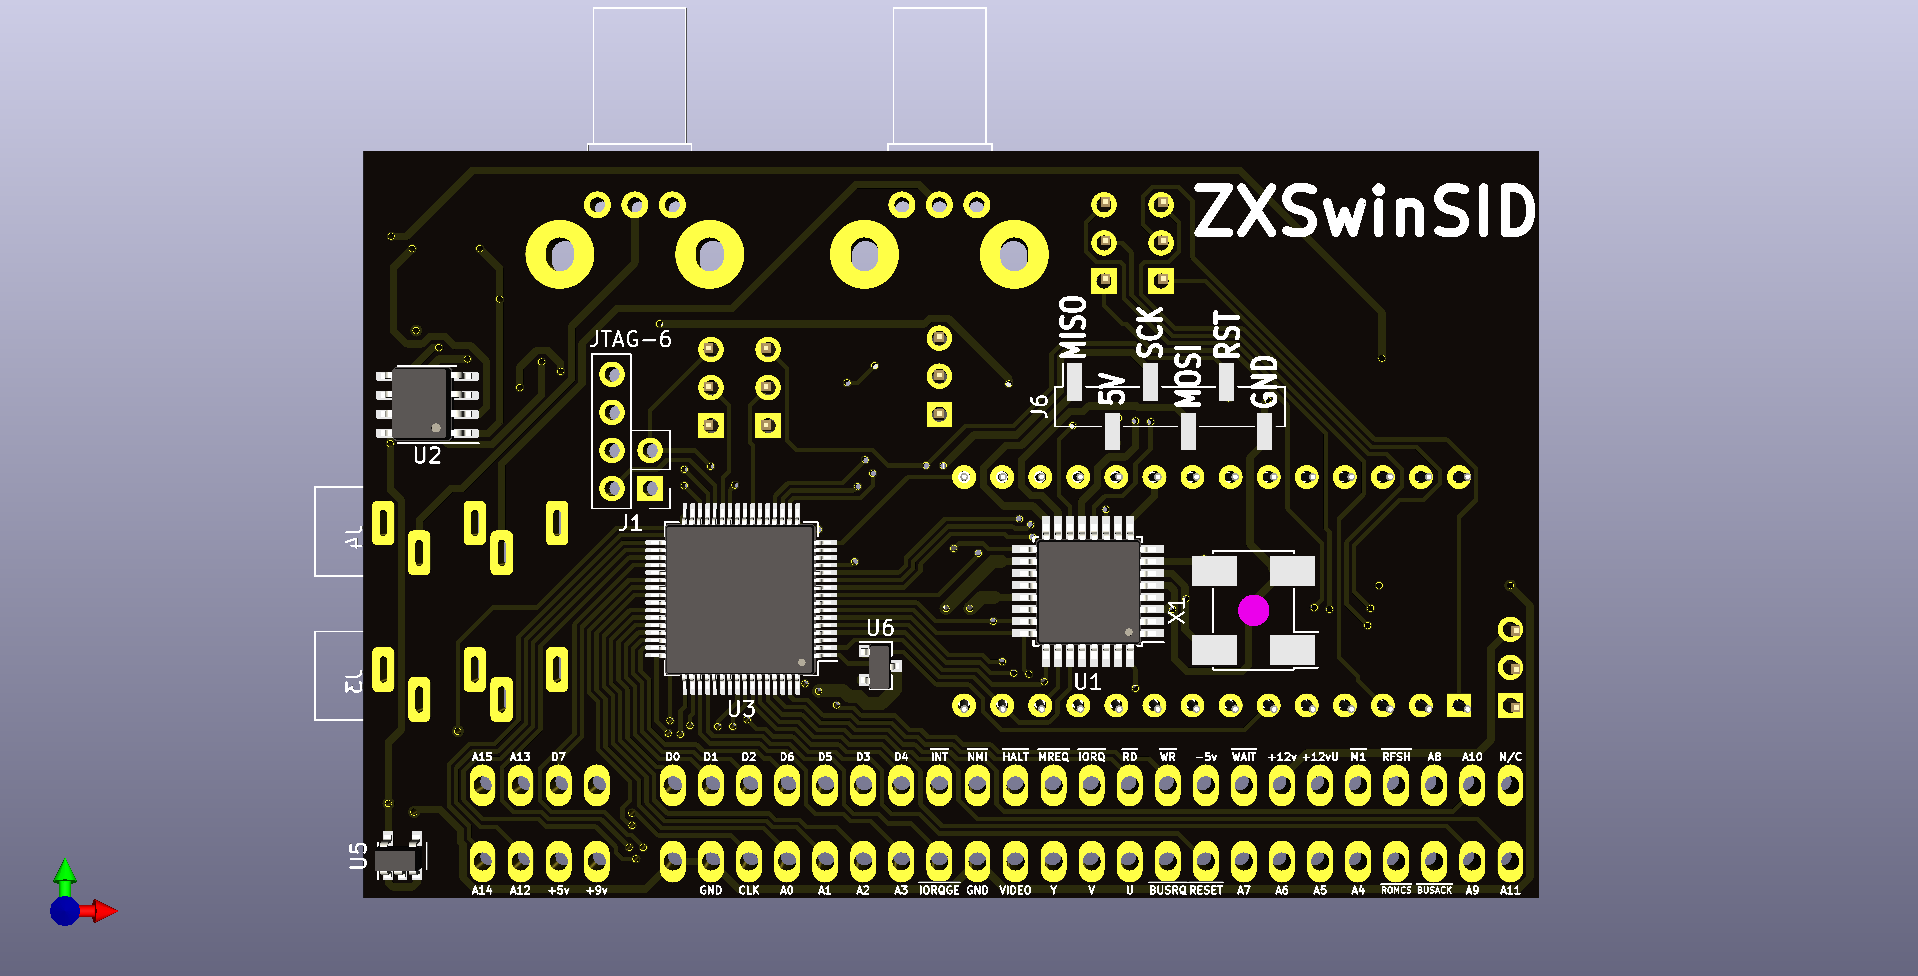 ZXSwinSID
MISO
SCK
RST
5V
MOSI
GND
J6
JTAG-6
J1
U2
J4
J3
U3
U6
U1
X1
U5
A15 A13 D7 D0 D1 D2 D6 D5 D3 D4 INT NMI HALT MREQ IORQ RD WR -5v WAIT +12v +12vU M1 RFSH A8 A10 N/C
A14 A12 +5v +9v GND CLK A0 A1 A2 A3 IORQGE GND VIDEO Y V U BUSRQ RESET A7 A6 A5 A4 ROMCS BUSACK A9 A11